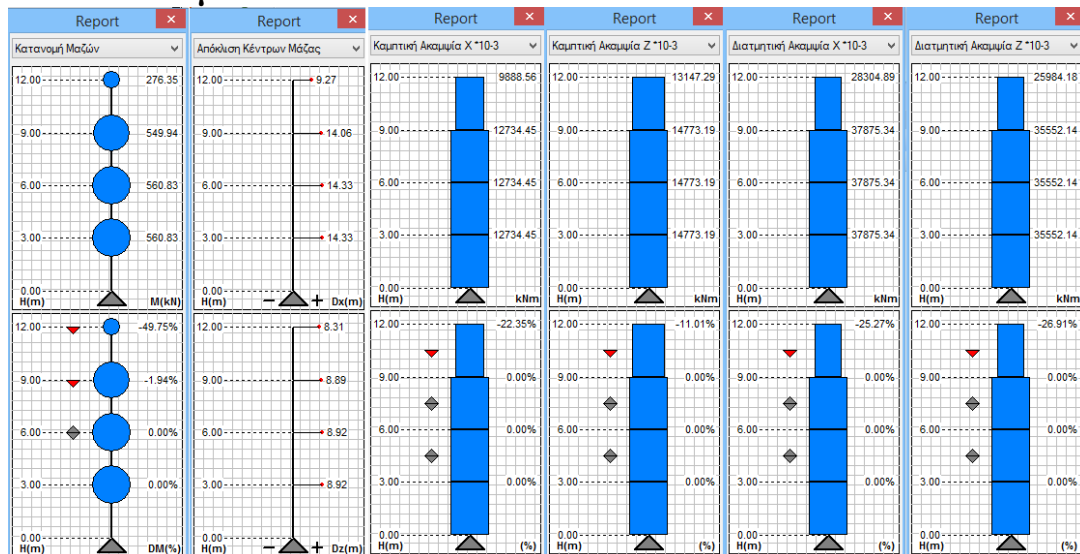 Report ×
Κατανομή Μαζών
12.00 276.35
9.00 549.94
6.00 560.83
3.00 560.83
0.00
H(m) M(kN)
12.00 -49.75%
9.00 -1.94%
6.00 0.00%
3.00 0.00%
0.00
H(m) DM(%)
Report ×
Απόκλιση Κέντρων Μάζας
12.00 9.27
9.00 14.06
6.00 14.33
3.00 14.33
0.00
H(m) − + Dx(m)
12.00 8.31
9.00 8.89
6.00 8.92
3.00 8.92
0.00
H(m) − + Dz(m)
Report ×
Καμπτική Ακαμψία X *10-3
12.00 9888.56
9.00 12734.45
6.00 12734.45
3.00 12734.45
0.00
H(m) kNm
12.00 -22.35%
9.00 0.00%
6.00 0.00%
3.00 0.00%
0.00
H(m) (%)
Report ×
Καμπτική Ακαμψία Z *10-3
12.00 13147.29
9.00 14773.19
6.00 14773.19
3.00 14773.19
0.00
H(m) kNm
12.00 -11.01%
9.00 0.00%
6.00 0.00%
3.00 0.00%
0.00
H(m) (%)
Report ×
Διατμητική Ακαμψία X *10-3
12.00 28304.89
9.00 37875.34
6.00 37875.34
3.00 37875.34
0.00
H(m) kNm
12.00 -25.27%
9.00 0.00%
6.00 0.00%
3.00 0.00%
0.00
H(m) (%)
Report ×
Διατμητική Ακαμψία Z *10-3
12.00 25984.18
9.00 35552.14
6.00 35552.14
3.00 35552.14
0.00
H(m) kNm
12.00 -26.91%
9.00 0.00%
6.00 0.00%
3.00 0.00%
0.00
H(m) (%)